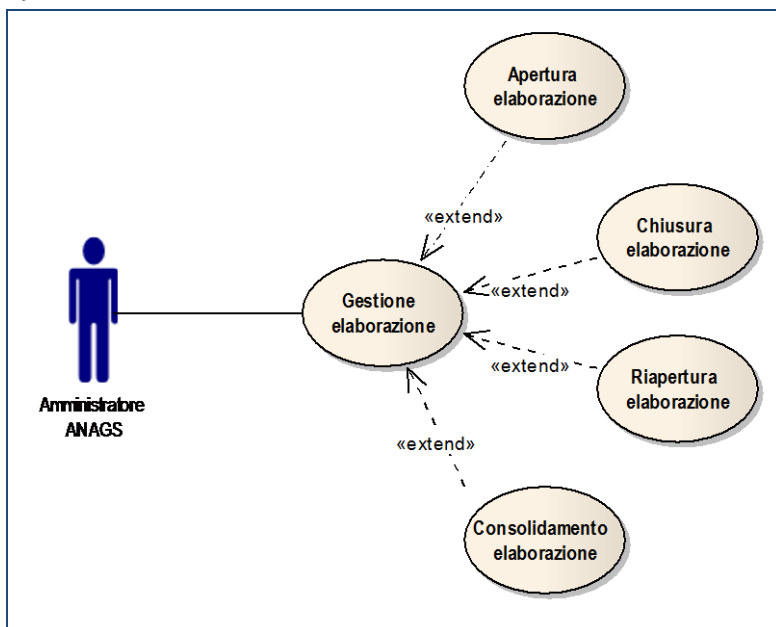 Apertura
elaborazione
«extend»
Chiusura
elaborazione
«extend»
Gestione
elaborazione
«extend»
Riapertura
elaborazione
Amministratore
ANAGS
«extend»
Consolidamento
elaborazione